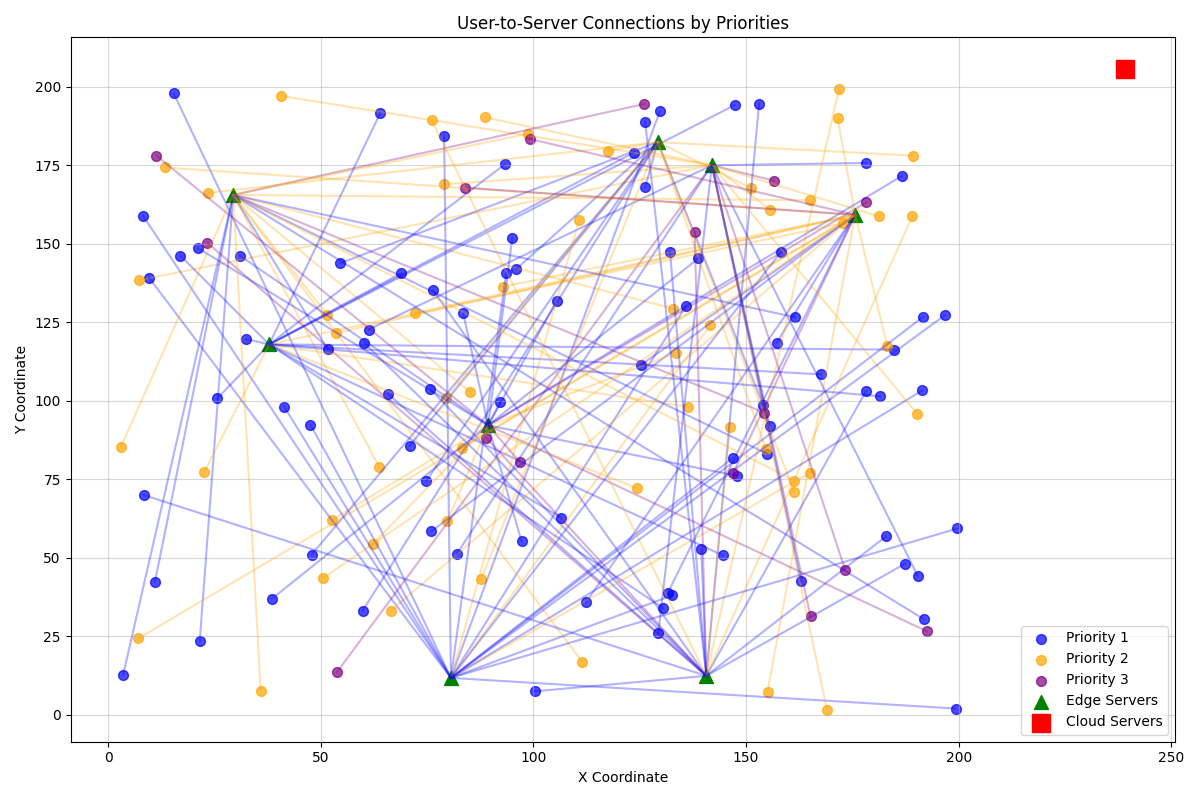 User-to-Server Connections by Priorities
200
175
150
125
100
75
50
25
0
Y Coordinate
0
50
100
150
200
250
X Coordinate
Priority 1
Priority 2
Priority 3
Edge Servers
Cloud Servers